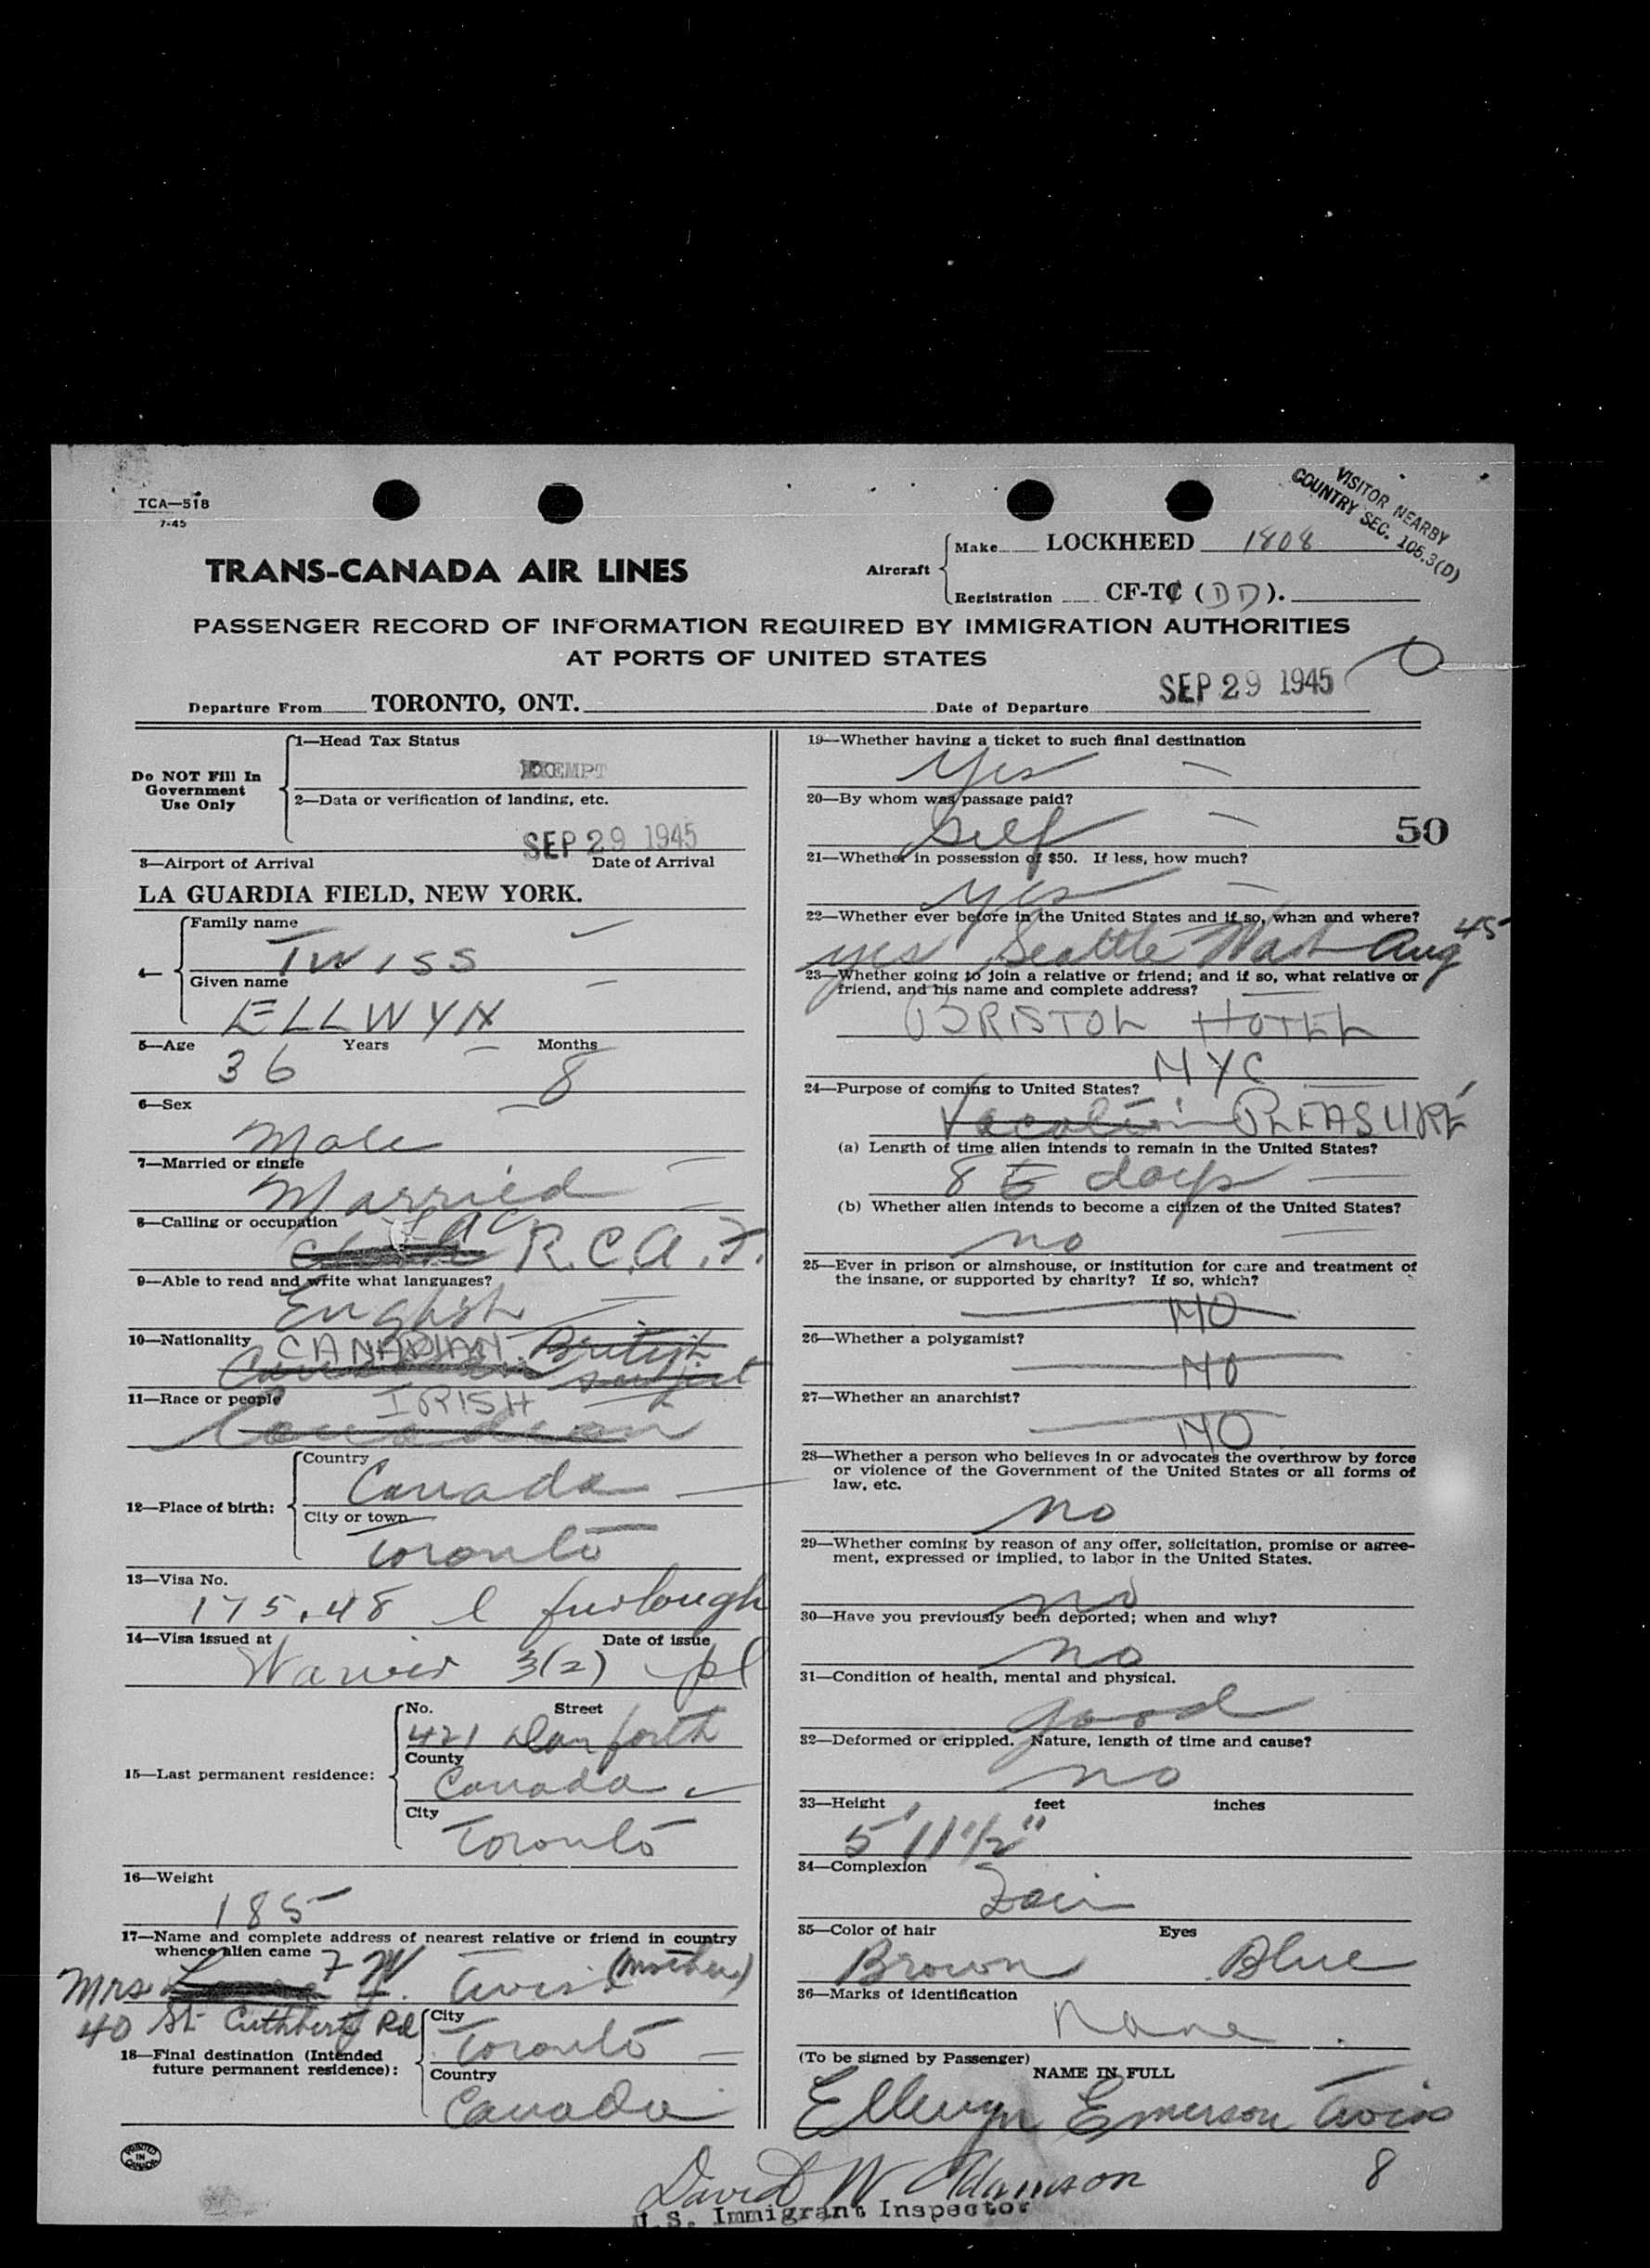 TCA—518
7-45
VISITOR NEARBY
COUNTRY SEC. 105.3(D)
TRANS-CANADA AIR LINES
Aircraft
Make LOCKHEED 1808
Registration CF-TC (DD).
PASSENGER RECORD OF INFORMATION REQUIRED BY IMMIGRATION AUTHORITIES
AT PORTS OF UNITED STATES
Departure From TORONTO, ONT. Date of Departure SEP 29 1945
Do NOT Fill In
Government
Use Only
1—Head Tax Status
EXEMPT
2—Data or verification of landing, etc.
SEP 29 1945
3—Airport of Arrival Date of Arrival
LA GUARDIA FIELD, NEW YORK.
4—
Family name
TWISS
Given name
ELLWYN
5—Age Years Months
36 8
6—Sex
Male
7—Married or single
Married
8—Calling or occupation
LAC R.C.A.F.
9—Able to read and write what languages?
English
10—Nationality
CANADIAN British
Canadian subject
11—Race or people
IRISH
Canadian
12—Place of birth:
Country
Canada
City or town
Toronto
13—Visa No.
175.48 l furlough
14—Visa issued at Date of issue
3(2) pl
15—Last permanent residence:
No. Street
421 Danforth
County
Canada
City
Toronto
16—Weight
185
17—Name and complete address of nearest relative or friend in country
whence alien came
Mrs F. W. Twiss (mother)
40 St. Cuthberts Rd
18—Final destination (Intended
future permanent residence):
City
Toronto
Country
Canada
PRINTED
IN
CANADA
19—Whether having a ticket to such final destination
Yes
20—By whom was passage paid?
Self
50
21—Whether in possession of $50. If less, how much?
yes
22—Whether ever before in the United States and if so, when and where?
yes Seattle Wash Aug 45
23—Whether going to join a relative or friend; and if so, what relative or
friend, and his name and complete address?
BRISTOL HOTEL
NYC
24—Purpose of coming to United States?
Vacation PLEASURE
(a) Length of time alien intends to remain in the United States?
8 days
(b) Whether alien intends to become a citizen of the United States?
no
25—Ever in prison or almshouse, or institution for care and treatment of
the insane, or supported by charity? If so, which?
NO
26—Whether a polygamist?
NO
27—Whether an anarchist?
NO
28—Whether a person who believes in or advocates the overthrow by force
or violence of the Government of the United States or all forms of
law, etc.
no
29—Whether coming by reason of any offer, solicitation, promise or agree-
ment, expressed or implied, to labor in the United States.
no
30—Have you previously been deported; when and why?
no
31—Condition of health, mental and physical.
good
32—Deformed or crippled. Nature, length of time and cause?
no
33—Height feet inches
5' 11 1/2"
34—Complexion
Fair
35—Color of hair Eyes
Brown Blue
36—Marks of identification
None
(To be signed by Passenger)
NAME IN FULL
Ellwyn Emerson Twiss
8
David W Adamson
U.S. Immigrant Inspector